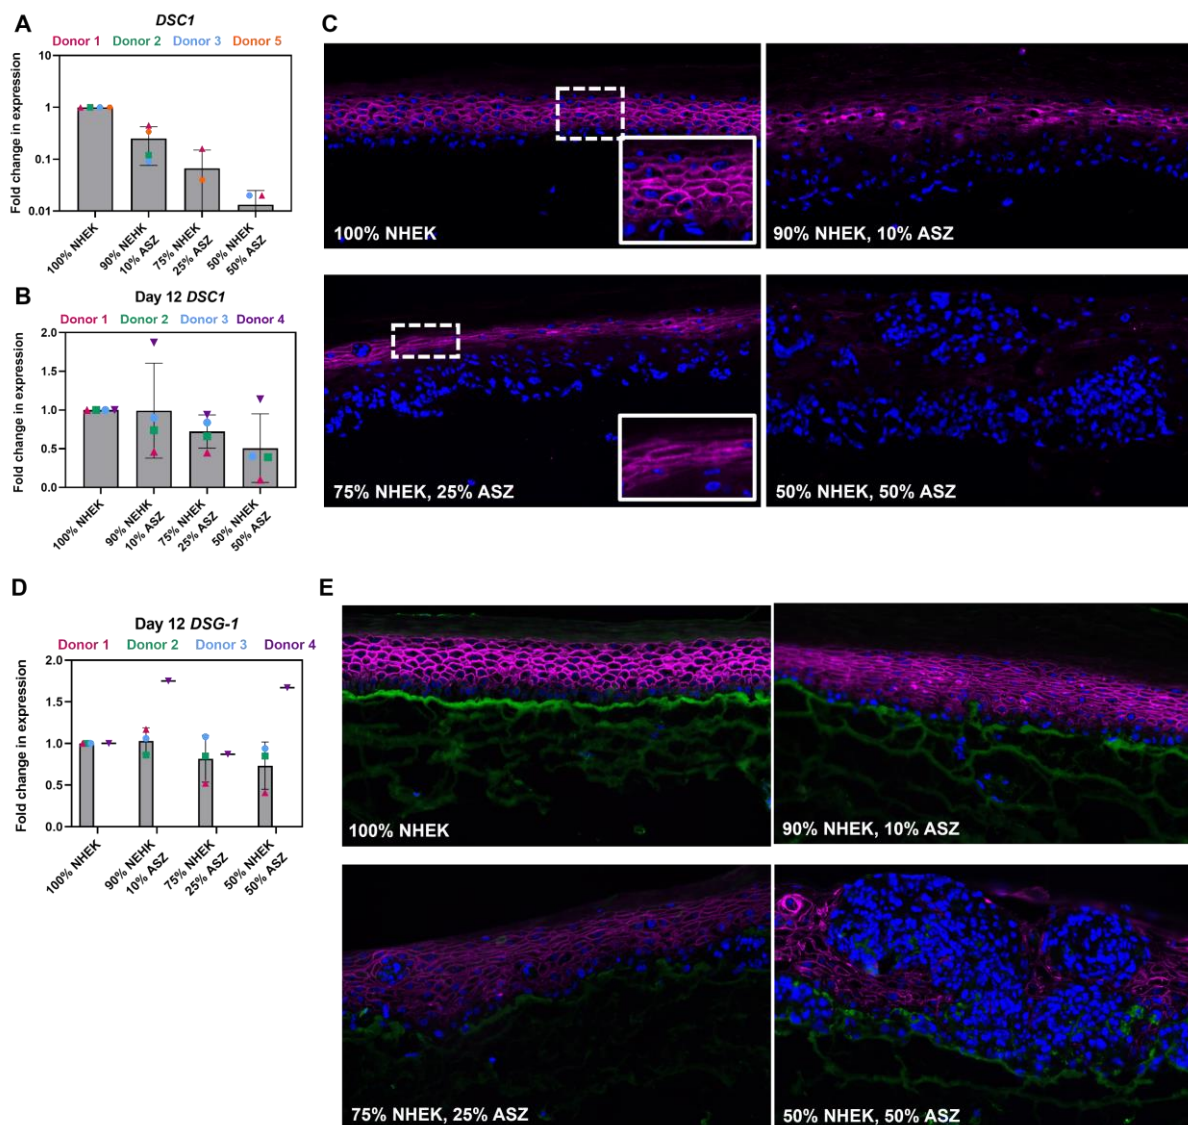 A
DSC1
Donor 1 Donor 2 Donor 3 Donor 5
Fold change in expression
10
1
0.1
0.01
100% NHEK
90% NEHK
10% ASZ
75% NHEK
25% ASZ
50% NHEK
50% ASZ
B
Day 12 DSC1
Donor 1 Donor 2 Donor 3 Donor 4
Fold change in expression
2.0
1.5
1.0
0.5
0.0
100% NHEK
90% NEHK
10% ASZ
75% NHEK
25% ASZ
50% NHEK
50% ASZ
C
100% NHEK
90% NHEK, 10% ASZ
75% NHEK, 25% ASZ
50% NHEK, 50% ASZ
D
Day 12 DSG-1
Donor 1 Donor 2 Donor 3 Donor 4
Fold change in expression
2.0
1.5
1.0
0.5
0.0
100% NHEK
90% NEHK
10% ASZ
75% NHEK
25% ASZ
50% NHEK
50% ASZ
E
100% NHEK
90% NHEK, 10% ASZ
75% NHEK, 25% ASZ
50% NHEK, 50% ASZ